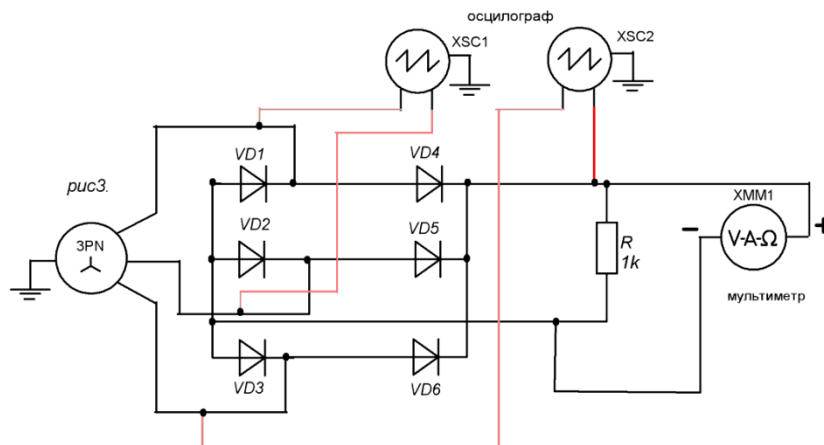 осцилограф
XSC1
XSC2
VD1
VD4
рис3.
XMM1
+
VD2
VD5
3PN
-
V-A-Ω
R
1k
мультиметр
VD3
VD6